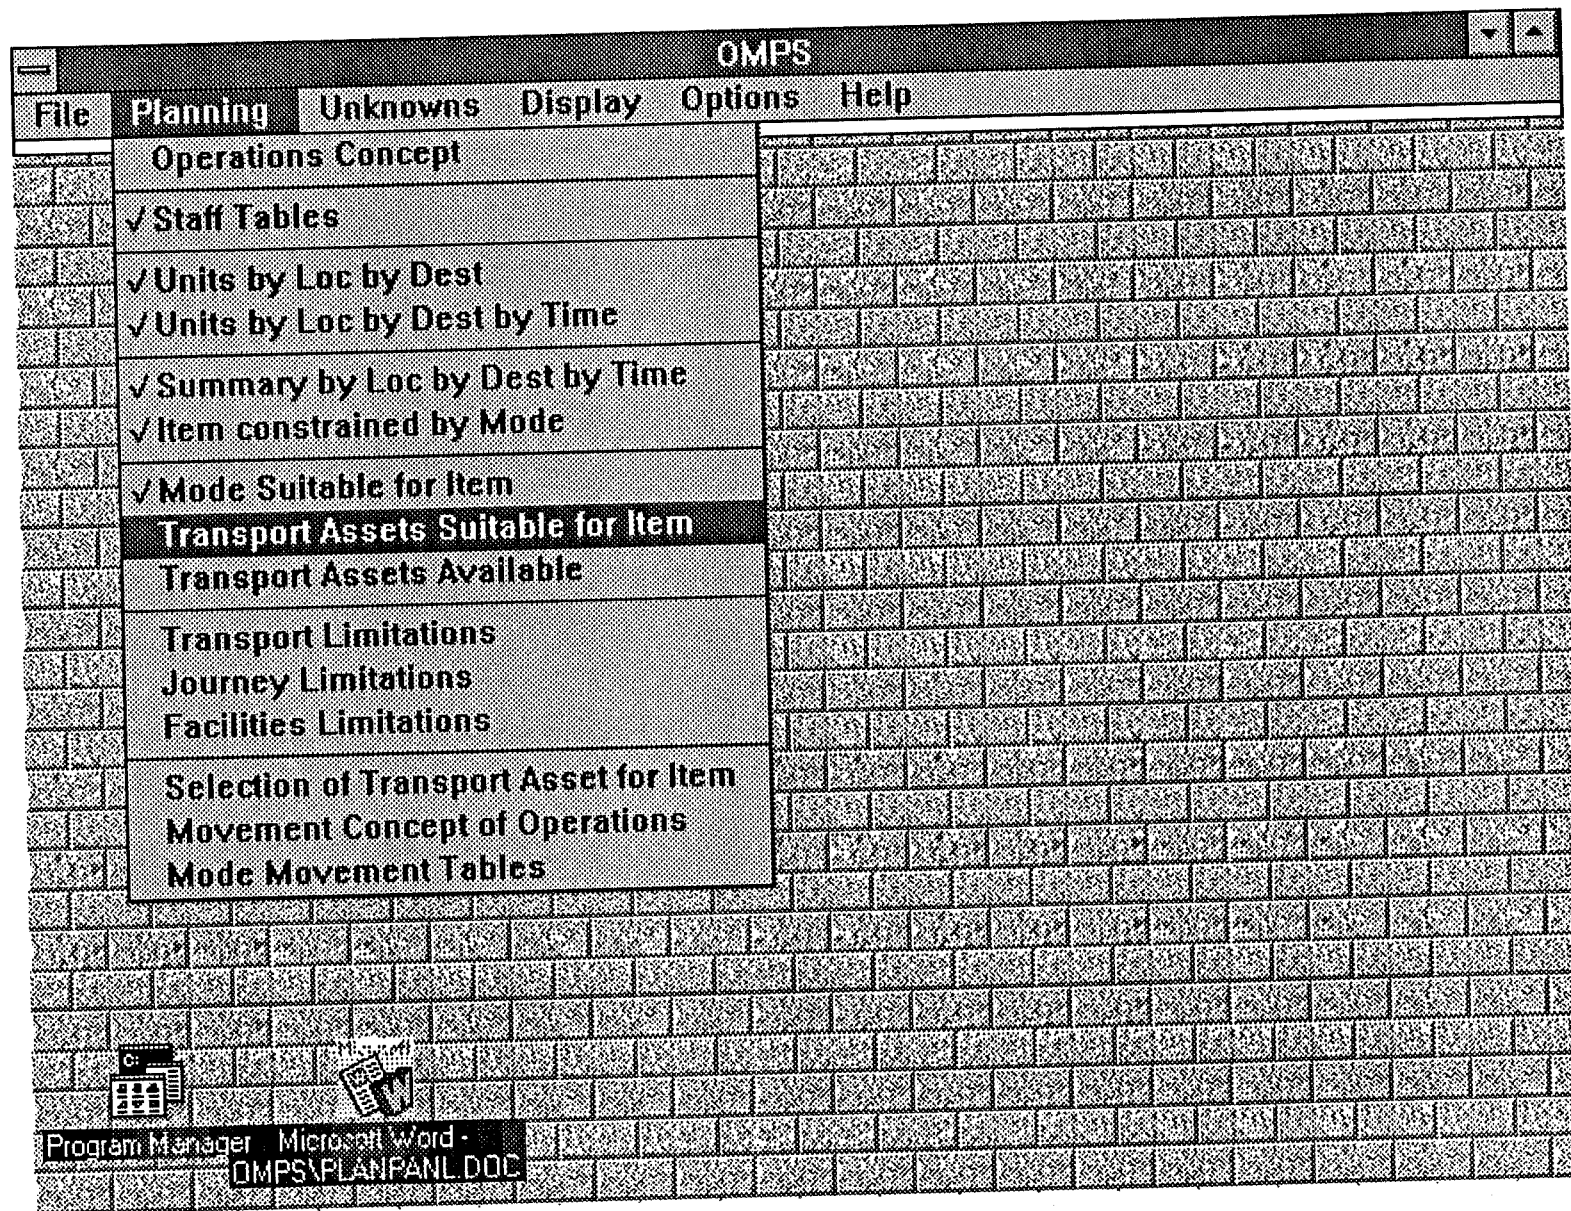 OMPS
File Planning Unknowns Display Options Help
Operations Concept
√ Staff Tables
√ Units by Loc by Dest
√ Units by Loc by Dest by Time
√ Summary by Loc by Dest by Time
√ Item constrained by Mode
√ Mode Suitable for Item
Transport Assets Suitable for Item
Transport Assets Available
Transport Limitations
Journey Limitations
Facilities Limitations
Selection of Transport Asset for Item
Movement Concept of Operations
Mode Movement Tables
C:
W
Program Manager Microsoft Word -
OMPS\PLANPANL.DOC